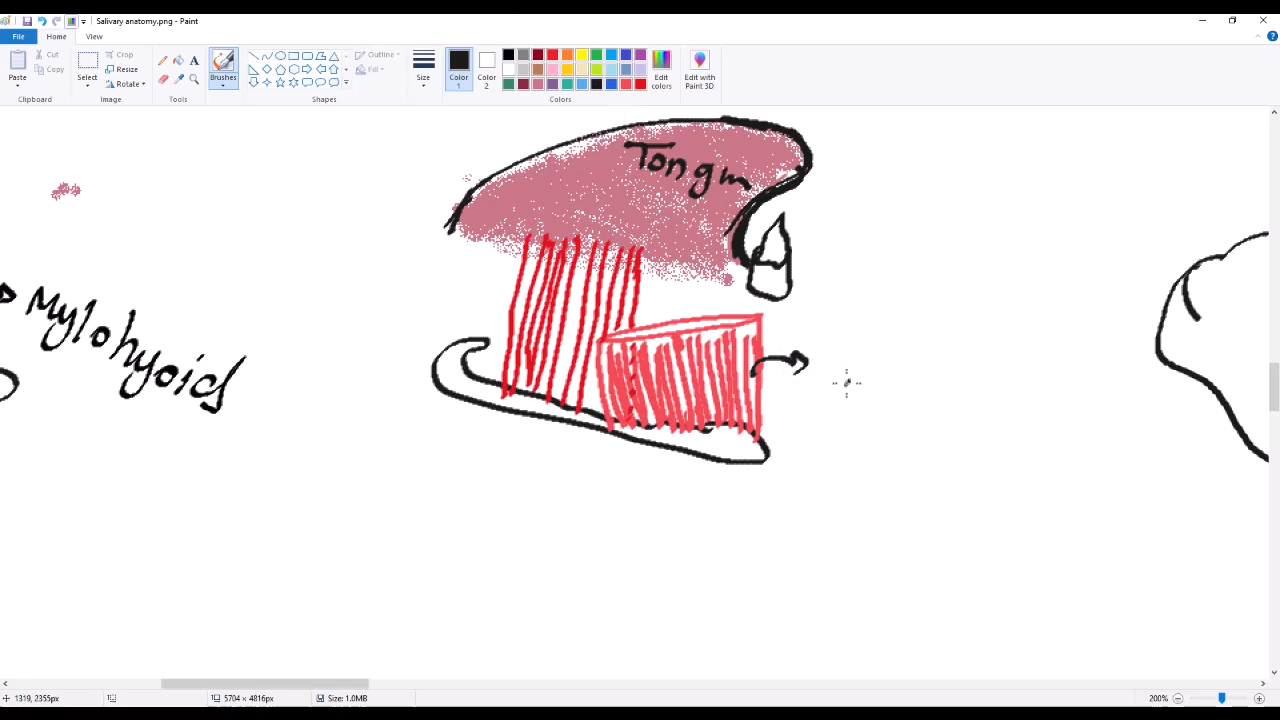 Salivary anatomy.png - Paint
File
Home
View
Paste
Cut
Copy
Clipboard
Select
Crop
Resize
Rotate
Image
Tools
Brushes
Shapes
Outline
Fill
Size
Color
1
Color
2
Edit
colors
Edit with
Paint 3D
Colors
Tongu
Mylohyoid
1319, 2355px
5704 × 4816px
Size: 1.0MB
200%